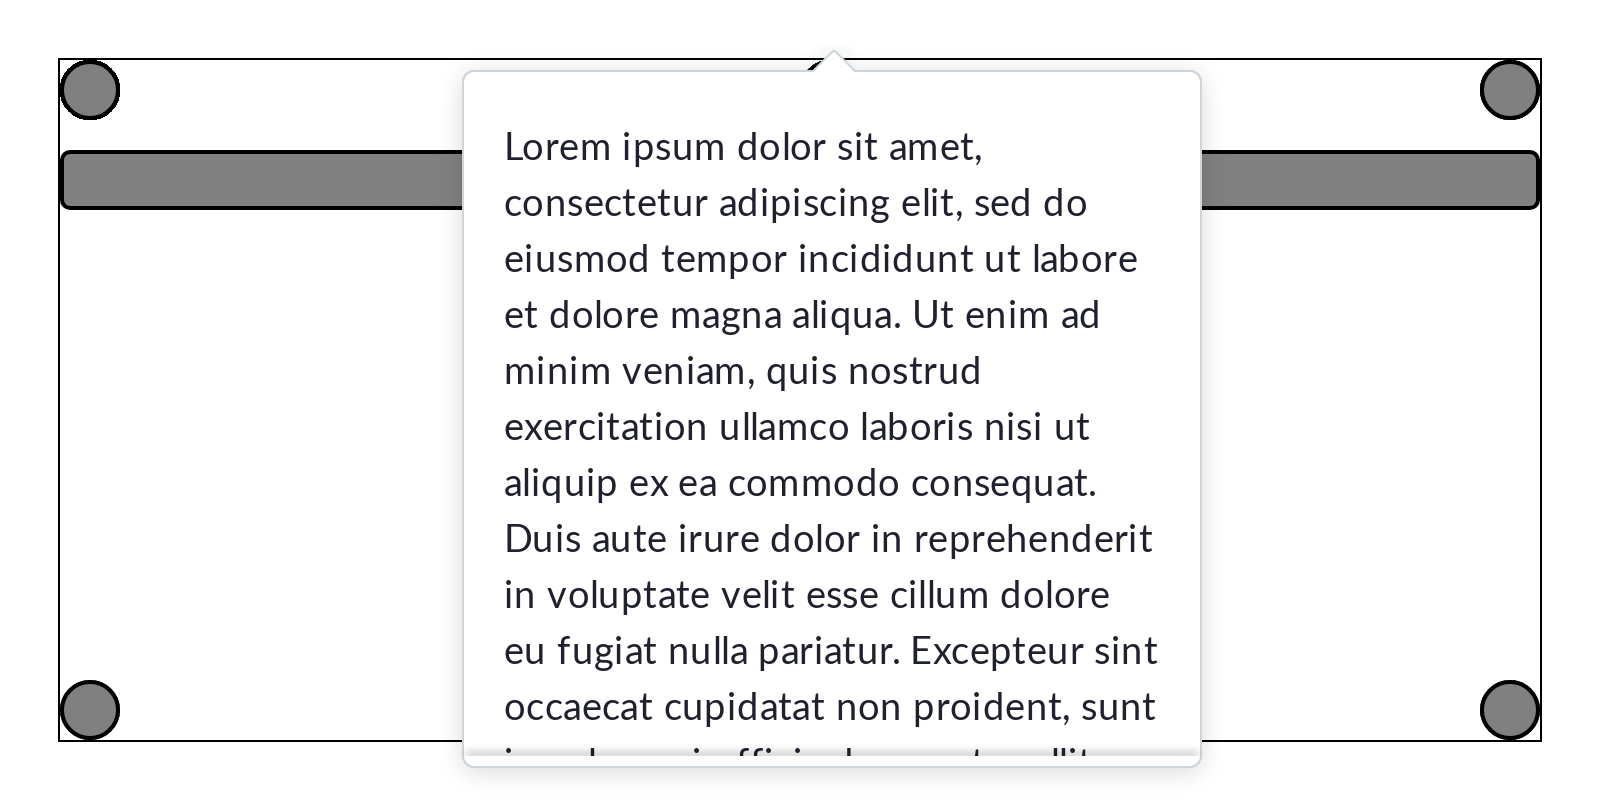 Lorem ipsum dolor sit amet,
consectetur adipiscing elit, sed do
eiusmod tempor incididunt ut labore
et dolore magna aliqua. Ut enim ad
minim veniam, quis nostrud
exercitation ullamco laboris nisi ut
aliquip ex ea commodo consequat.
Duis aute irure dolor in reprehenderit
in voluptate velit esse cillum dolore
eu fugiat nulla pariatur. Excepteur sint
occaecat cupidatat non proident, sunt